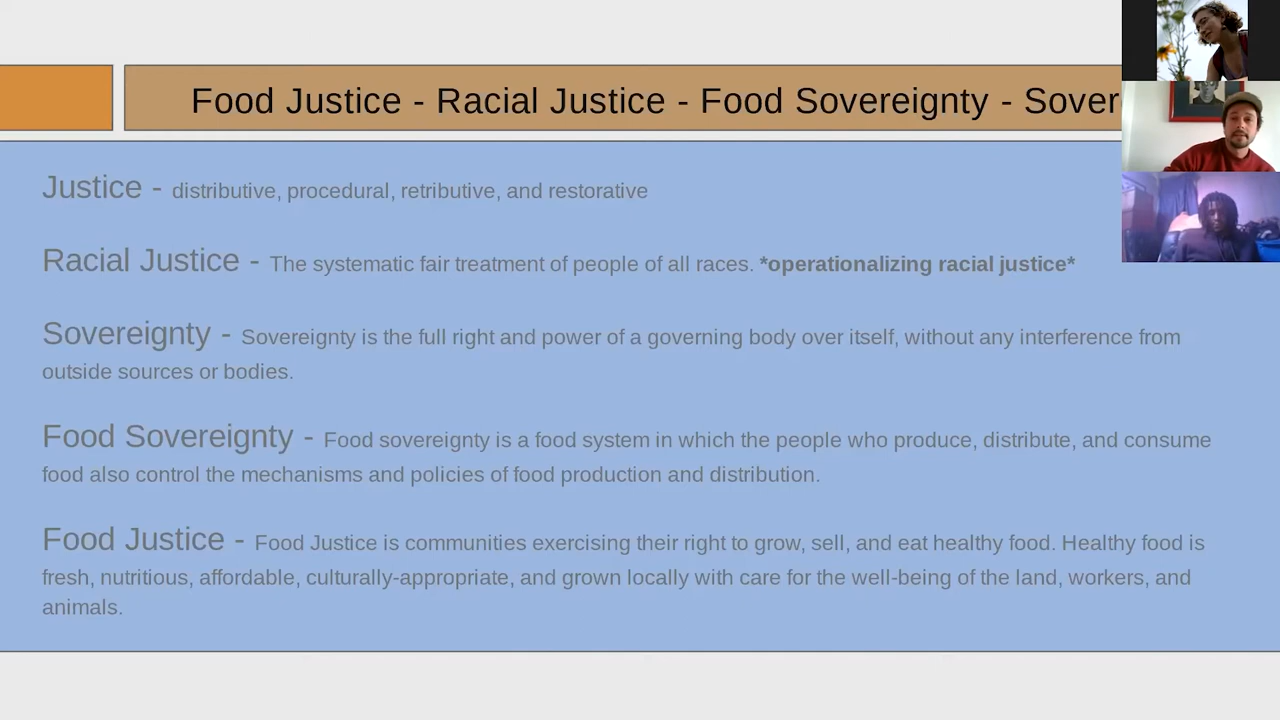 Food Justice - Racial Justice - Food Sovereignty - Sover
Justice - distributive, procedural, retributive, and restorative
Racial Justice - The systematic fair treatment of people of all races. *operationalizing racial justice*
Sovereignty - Sovereignty is the full right and power of a governing body over itself, without any interference from
outside sources or bodies.
Food Sovereignty - Food sovereignty is a food system in which the people who produce, distribute, and consume
food also control the mechanisms and policies of food production and distribution.
Food Justice - Food Justice is communities exercising their right to grow, sell, and eat healthy food. Healthy food is
fresh, nutritious, affordable, culturally-appropriate, and grown locally with care for the well-being of the land, workers, and
animals.